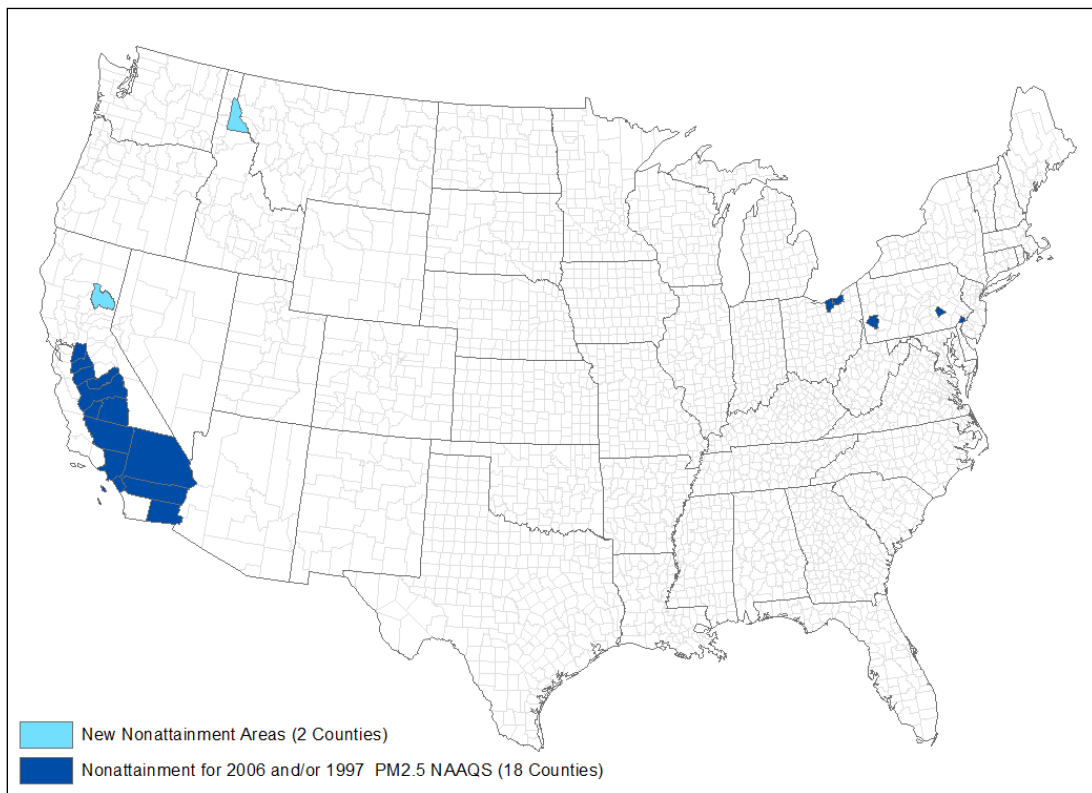 New Nonattainment Areas (2 Counties)
Nonattainment for 2006 and/or 1997 PM2.5 NAAQS (18 Counties)